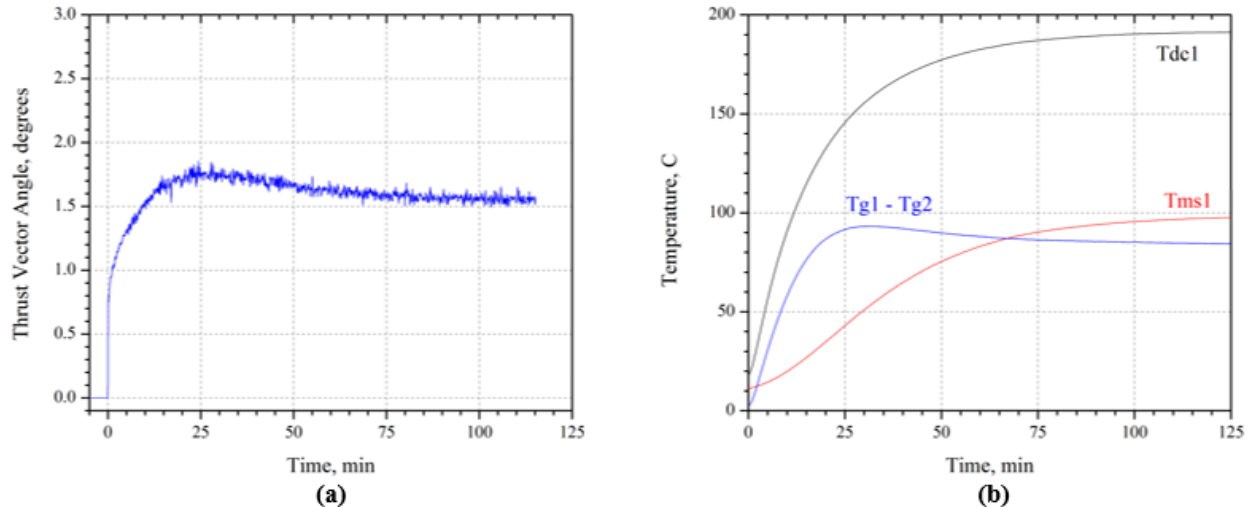 3.0
2.5
2.0
1.5
1.0
0.5
0.0
Thrust Vector Angle, degrees
0 25 50 75 100 125
Time, min
(a)
200
150
100
50
0
Temperature, C
Tdc1
Tg1 - Tg2
Tms1
0 25 50 75 100 125
Time, min
(b)